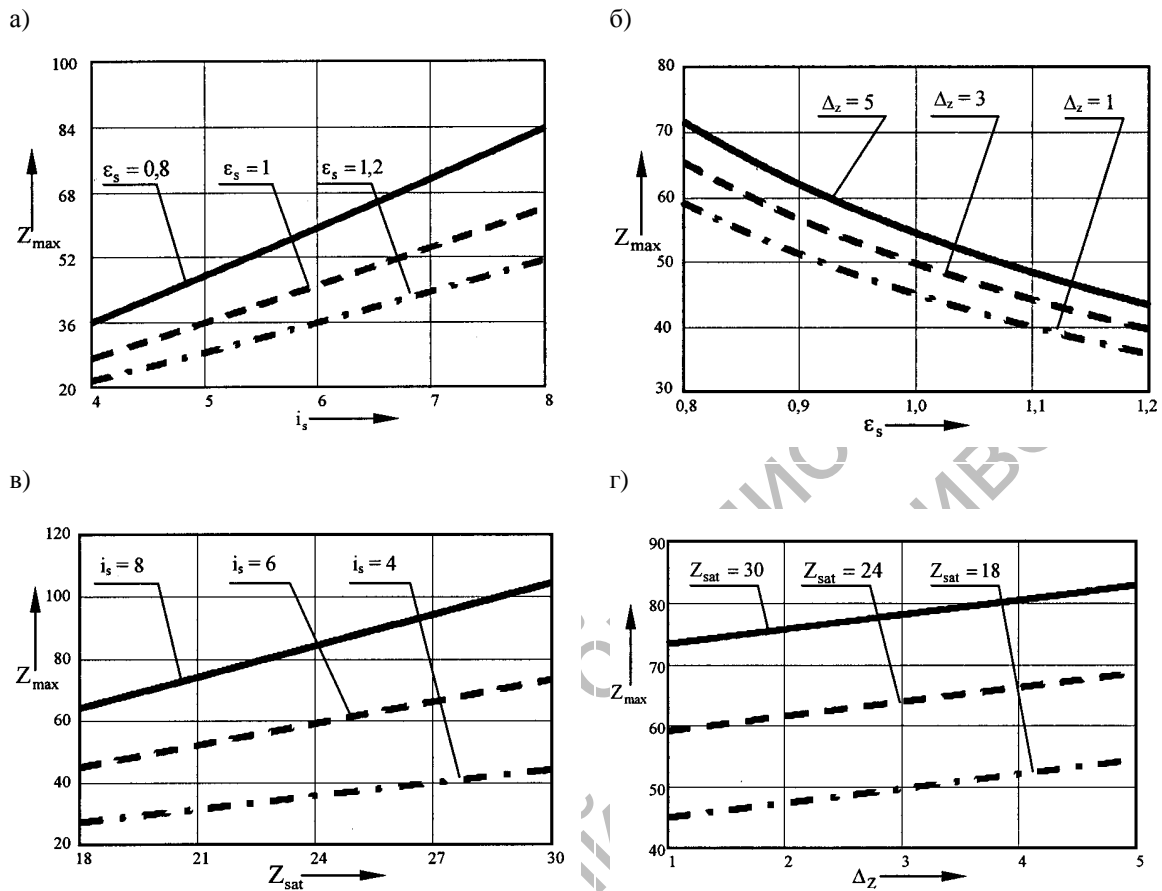 а)
100
84
68
52
36
20
Z_max
ε_s = 0,8
ε_s = 1
ε_s = 1,2
4
5
6
7
8
i_s
б)
80
70
60
50
40
30
Z_max
Δ_z = 5
Δ_z = 3
Δ_z = 1
0,8
0,9
1,0
1,1
1,2
ε_s
в)
120
100
80
60
40
20
Z_max
i_s = 8
i_s = 6
i_s = 4
18
21
24
27
30
Z_sat
г)
90
80
70
60
50
40
Z_max
Z_sat = 30
Z_sat = 24
Z_sat = 18
1
2
3
4
5
Δ_Z